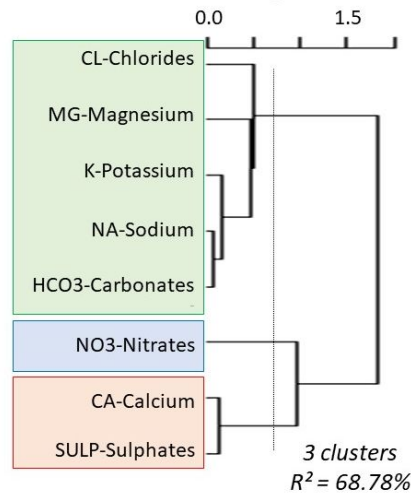 0.0 1.5
CL-Chlorides
MG-Magnesium
K-Potassium
NA-Sodium
HCO3-Carbonates
NO3-Nitrates
CA-Calcium
SULP-Sulphates
3 clusters
R² = 68.78%